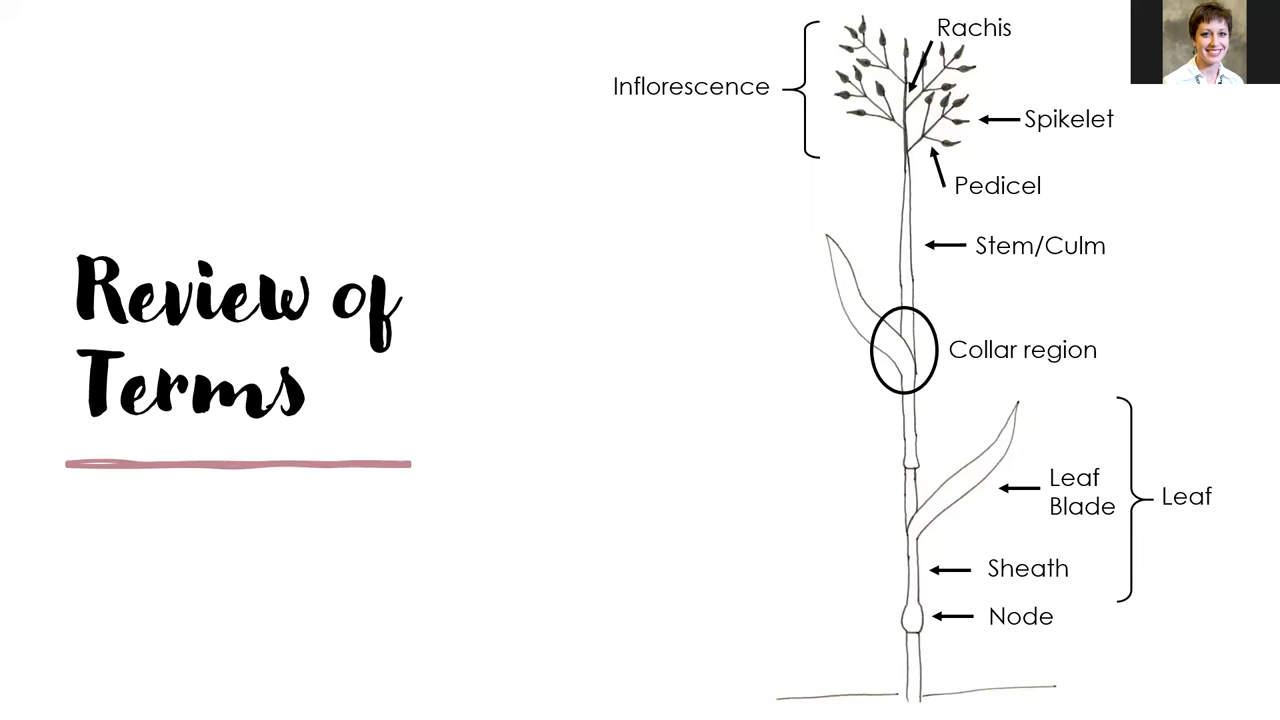 Review of
Terms
Rachis
Inflorescence
Spikelet
Pedicel
Stem/Culm
Collar region
Leaf
Blade
Leaf
Sheath
Node